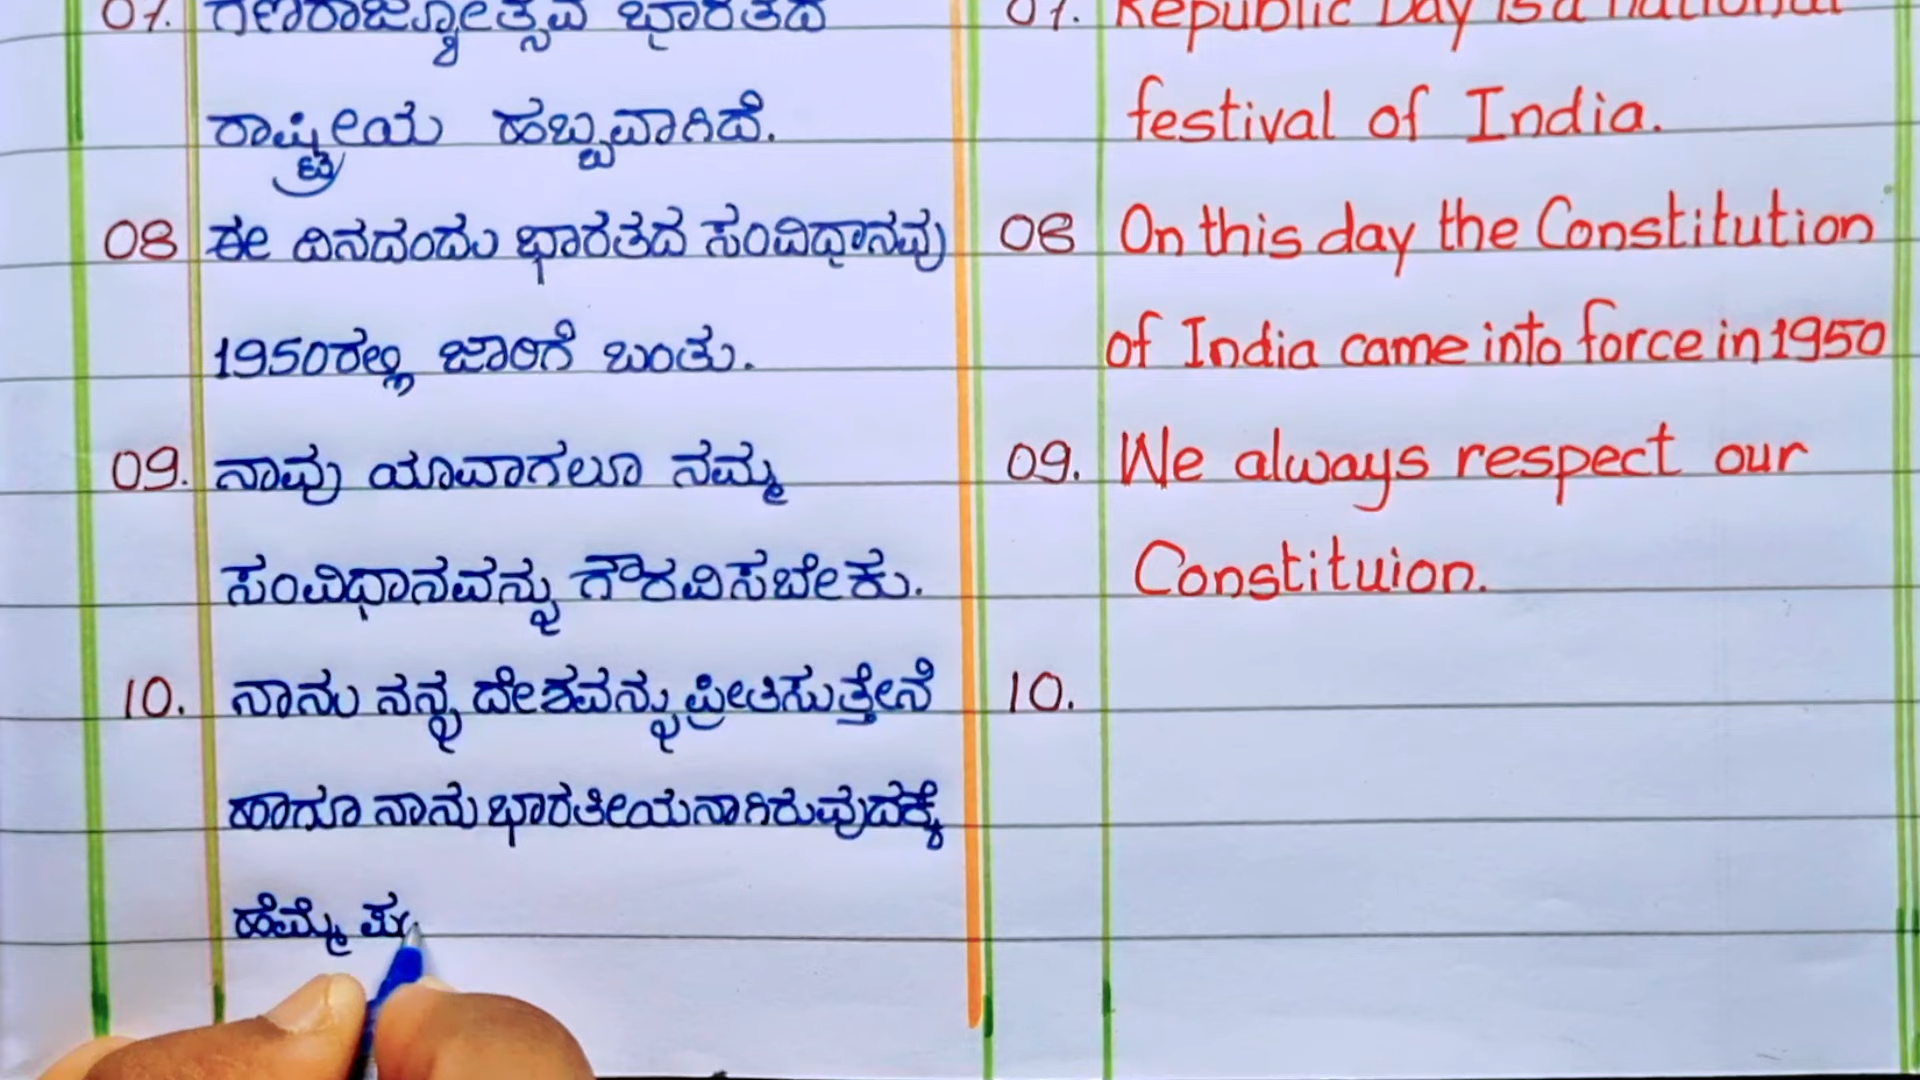 07. ಗಣರಾಜ್ಯೋತ್ಸವ ಭಾರತದ
ರಾಷ್ಟ್ರೀಯ ಹಬ್ಬವಾಗಿದೆ.
08 ಈ ದಿನದಂದು ಭಾರತದ ಸಂವಿಧಾನವು
1950ರಲ್ಲಿ ಜಾರಿಗೆ ಬಂತು.
09. ನಾವು ಯಾವಾಗಲೂ ನಮ್ಮ
ಸಂವಿಧಾನವನ್ನು ಗೌರವಿಸಬೇಕು.
10. ನಾನು ನನ್ನ ದೇಶವನ್ನು ಪ್ರೀತಿಸುತ್ತೇನೆ
ಹಾಗೂ ನಾನು ಭಾರತೀಯನಾಗಿರುವುದಕ್ಕೆ
ಹೆಮ್ಮೆ
07. Republic Day is a national
festival of India.
08 On this day the Constitution
of India came into force in 1950
09. We always respect our
Constituion.
10.